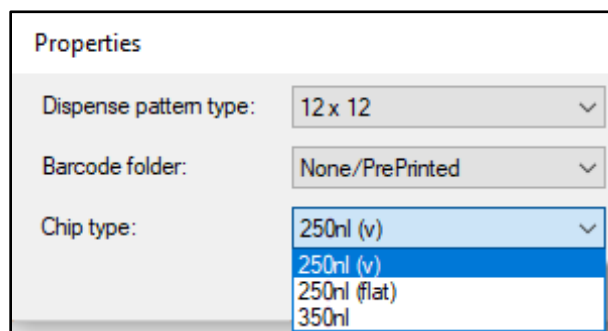 Properties
Dispense pattern type: 12 x 12
Barcode folder: None/PrePrinted
Chip type: 250nl (v)
250nl (v)
250nl (flat)
350nl